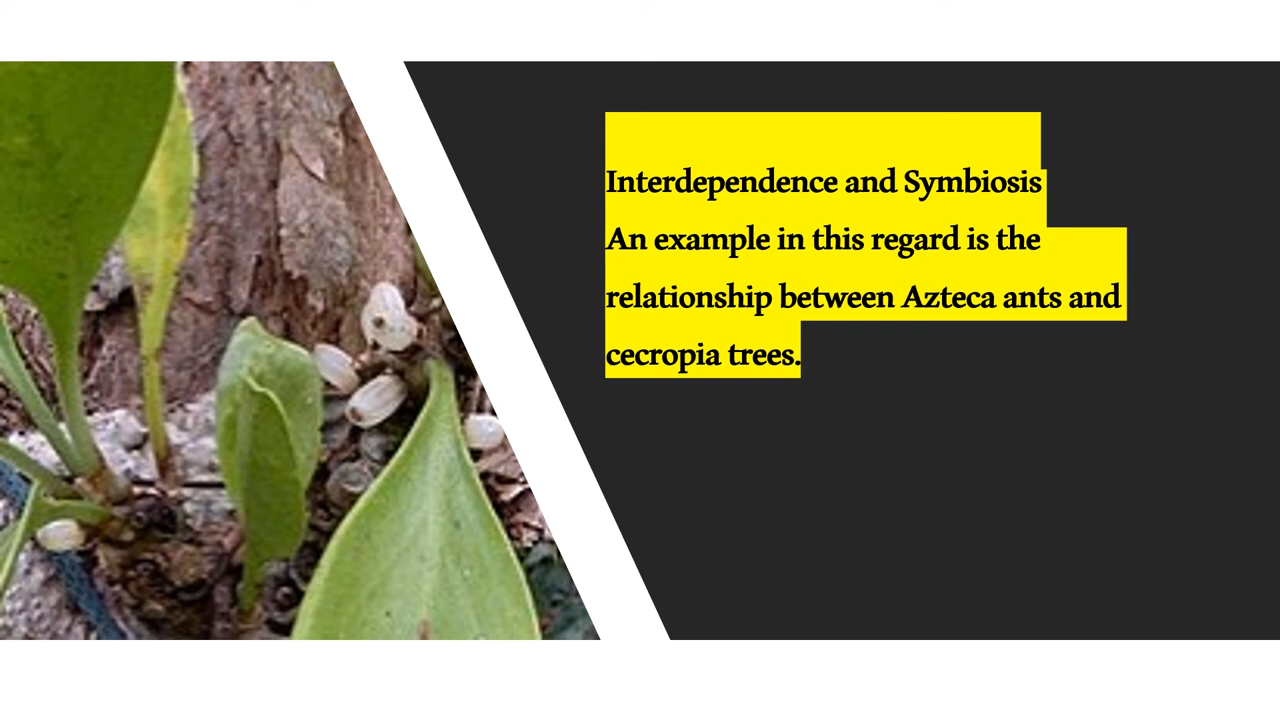 Interdependence and Symbiosis
An example in this regard is the
relationship between Azteca ants and
cecropia trees.